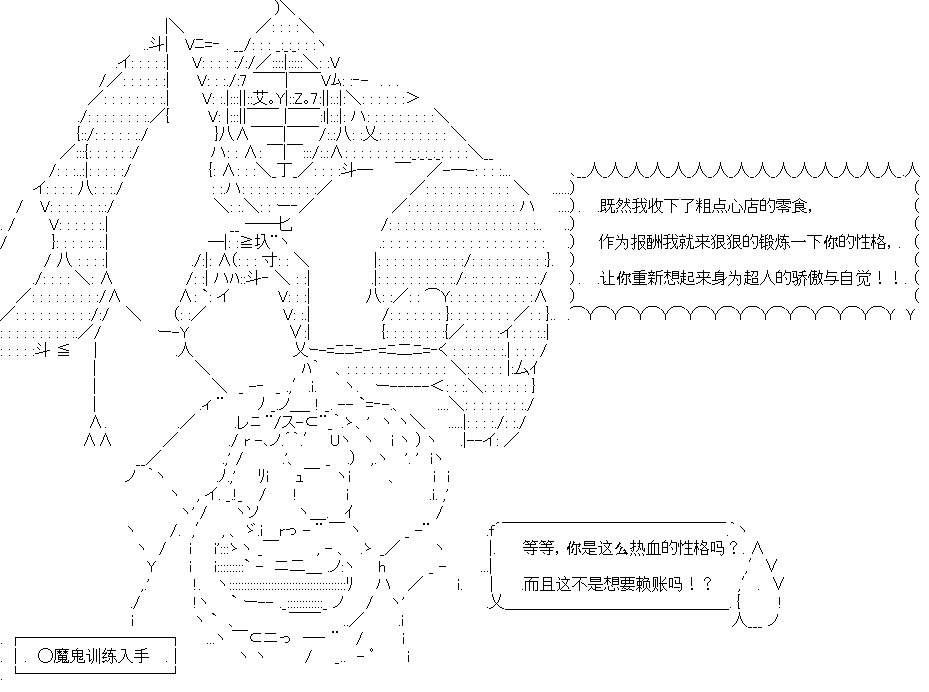 既然我收下了粗点心店的零食，
作为报酬我就来狠狠的锻炼一下你的性格，.
让你重新想起来身为超人的骄傲与自觉！！.
等等，你是这么热血的性格吗？
而且这不是想要赖账吗！？
〇魔鬼训练入手